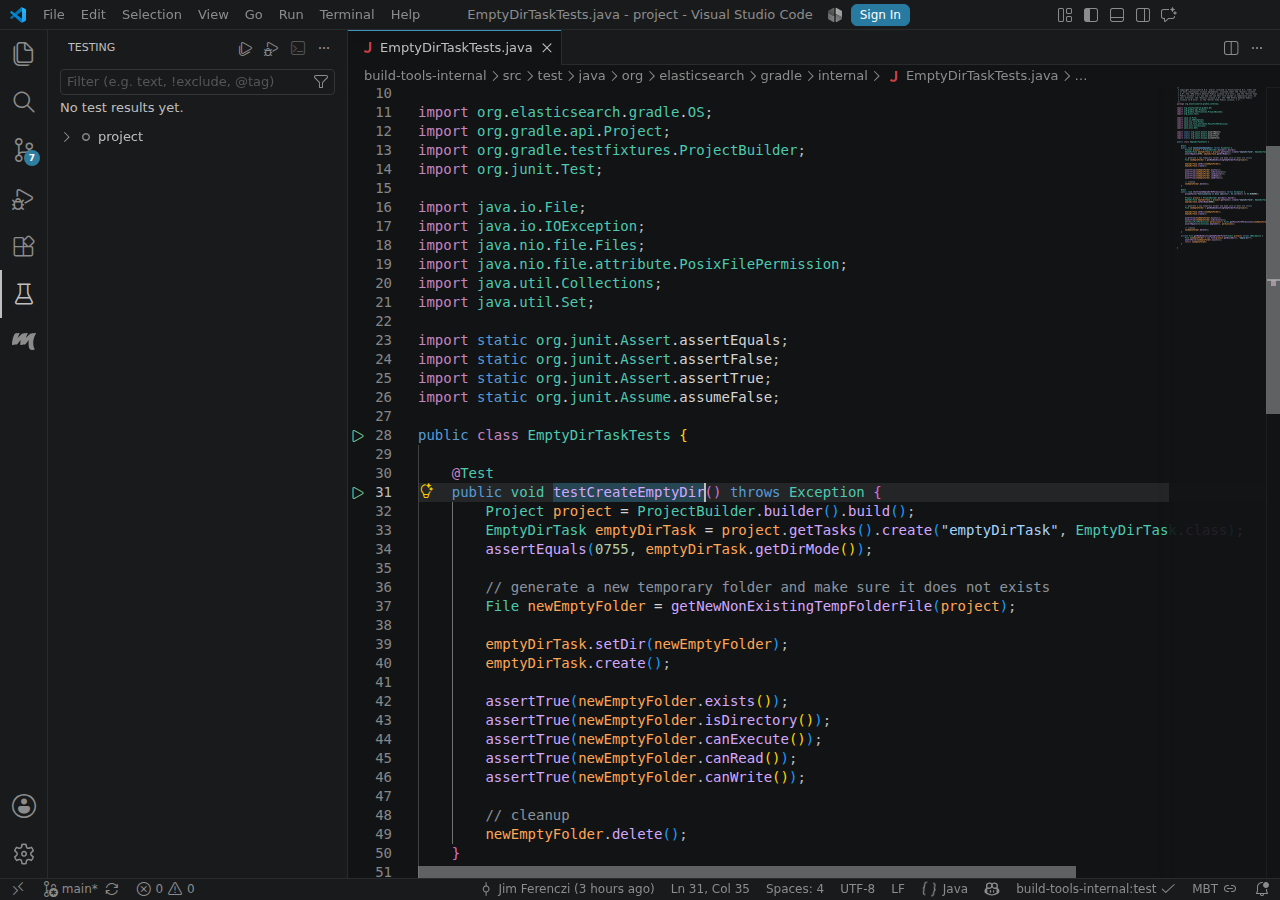 File Edit Selection View Go Run Terminal Help EmptyDirTaskTests.java - project - Visual Studio Code Sign In
TESTING
Filter (e.g. text, !exclude, @tag)
No test results yet.
project
7
EmptyDirTaskTests.java
build-tools-internal > src > test > java > org > elasticsearch > gradle > internal > EmptyDirTaskTests.java > ...
10
11 import org.elasticsearch.gradle.OS;
12 import org.gradle.api.Project;
13 import org.gradle.testfixtures.ProjectBuilder;
14 import org.junit.Test;
15
16 import java.io.File;
17 import java.io.IOException;
18 import java.nio.file.Files;
19 import java.nio.file.attribute.PosixFilePermission;
20 import java.util.Collections;
21 import java.util.Set;
22
23 import static org.junit.Assert.assertEquals;
24 import static org.junit.Assert.assertFalse;
25 import static org.junit.Assert.assertTrue;
26 import static org.junit.Assume.assumeFalse;
27
28 public class EmptyDirTaskTests {
29
30 @Test
31 public void testCreateEmptyDir() throws Exception {
32 Project project = ProjectBuilder.builder().build();
33 EmptyDirTask emptyDirTask = project.getTasks().create("emptyDirTask", EmptyDirTask.class);
34 assertEquals(0755, emptyDirTask.getDirMode());
35
36 // generate a new temporary folder and make sure it does not exists
37 File newEmptyFolder = getNewNonExistingTempFolderFile(project);
38
39 emptyDirTask.setDir(newEmptyFolder);
40 emptyDirTask.create();
41
42 assertTrue(newEmptyFolder.exists());
43 assertTrue(newEmptyFolder.isDirectory());
44 assertTrue(newEmptyFolder.canExecute());
45 assertTrue(newEmptyFolder.canRead());
46 assertTrue(newEmptyFolder.canWrite());
47
48 // cleanup
49 newEmptyFolder.delete();
50 }
51
main* 0 0 Jim Ferenczi (3 hours ago) Ln 31, Col 35 Spaces: 4 UTF-8 LF { } Java build-tools-internal:test MBT